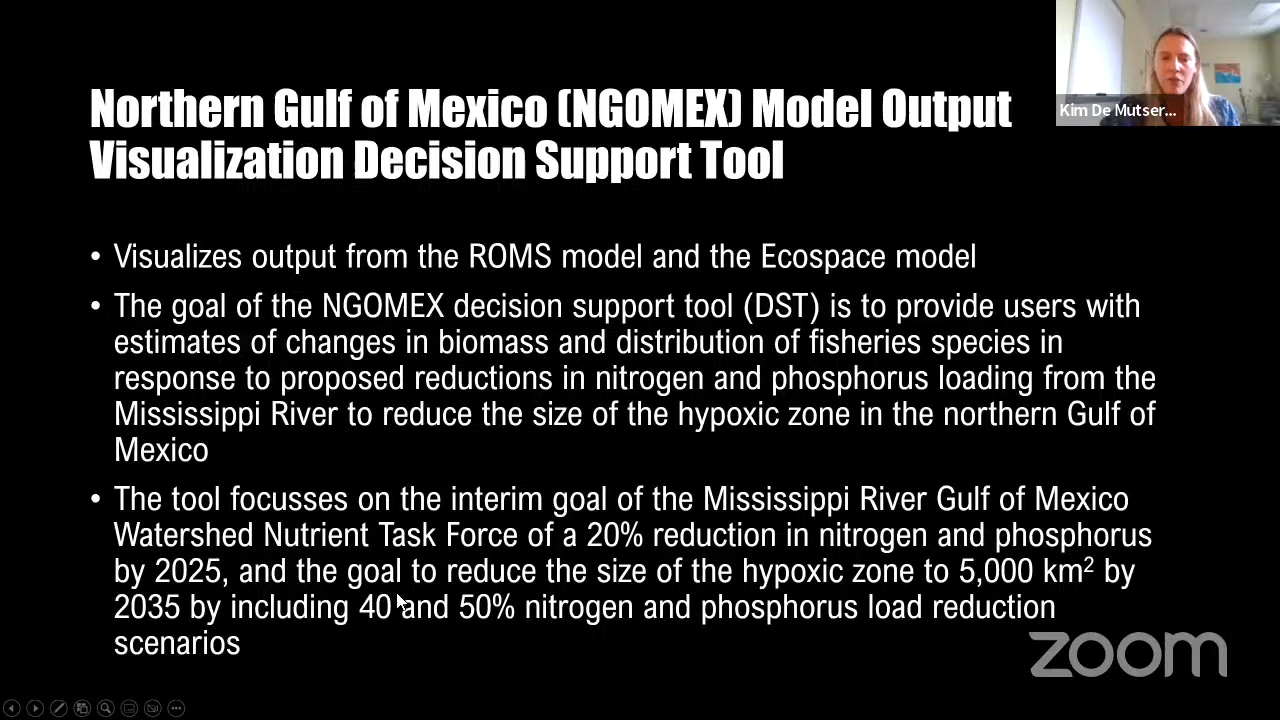 Northern Gulf of Mexico (NGOMEX) Model Output
Visualization Decision Support Tool
Kim De Mutser...
• Visualizes output from the ROMS model and the Ecospace model
• The goal of the NGOMEX decision support tool (DST) is to provide users with
estimates of changes in biomass and distribution of fisheries species in
response to proposed reductions in nitrogen and phosphorus loading from the
Mississippi River to reduce the size of the hypoxic zone in the northern Gulf of
Mexico
• The tool focusses on the interim goal of the Mississippi River Gulf of Mexico
Watershed Nutrient Task Force of a 20% reduction in nitrogen and phosphorus
by 2025, and the goal to reduce the size of the hypoxic zone to 5,000 km² by
2035 by including 40 and 50% nitrogen and phosphorus load reduction
scenarios
zoom